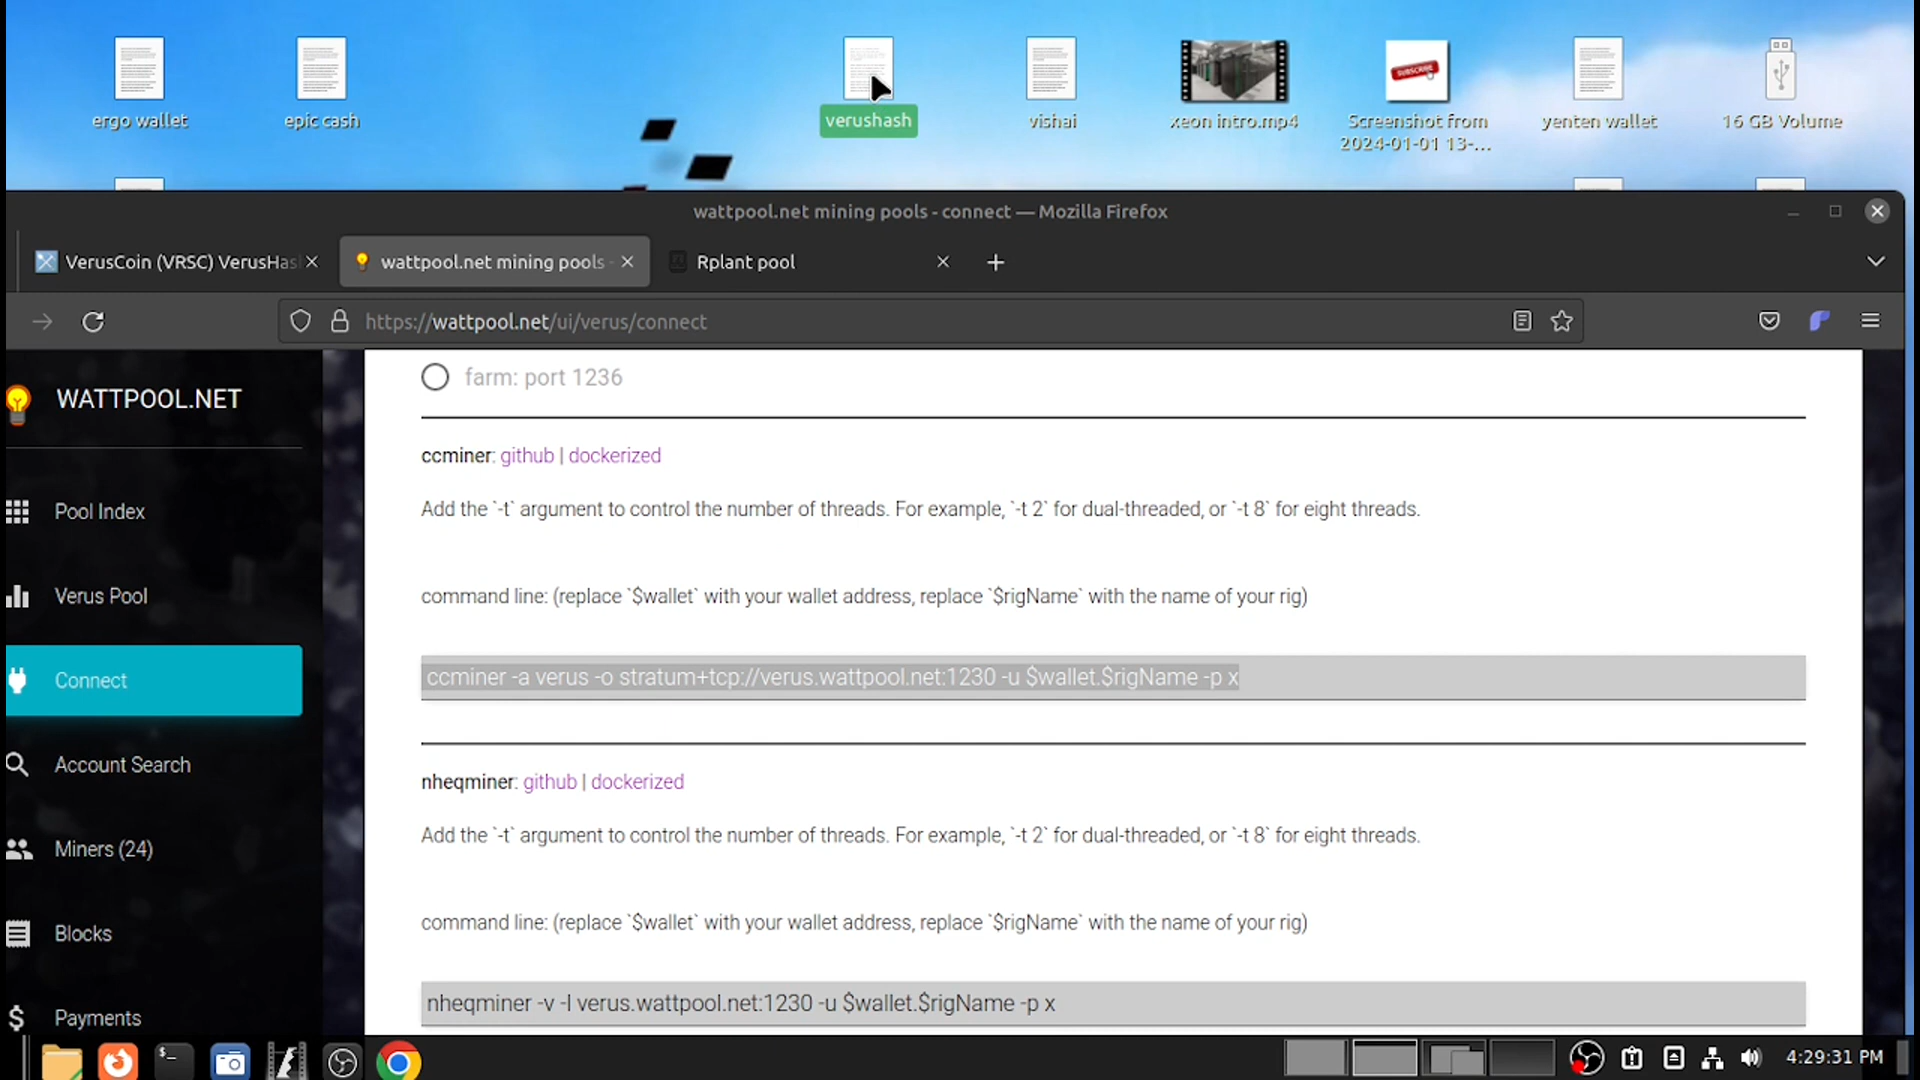 ergo wallet
epic cash
verushash
vishai
xeon intro.mp4
Screenshot from
2024-01-01 13-...
yenten wallet
16 GB Volume
SUBSCRIBE
wattpool.net mining pools - connect — Mozilla Firefox
VerusCoin (VRSC) VerusHas
wattpool.net mining pools -
Rplant pool
https://wattpool.net/ui/verus/connect
WATTPOOL.NET
Pool Index
Verus Pool
Connect
Account Search
Miners (24)
Blocks
Payments
farm: port 1236
ccminer: github | dockerized
Add the `-t` argument to control the number of threads. For example, `-t 2` for dual-threaded, or `-t 8` for eight threads.
command line: (replace `$wallet` with your wallet address, replace `$rigName` with the name of your rig)
ccminer -a verus -o stratum+tcp://verus.wattpool.net:1230 -u $wallet.$rigName -p x
nheqminer: github | dockerized
Add the `-t` argument to control the number of threads. For example, `-t 2` for dual-threaded, or `-t 8` for eight threads.
command line: (replace `$wallet` with your wallet address, replace `$rigName` with the name of your rig)
nheqminer -v -l verus.wattpool.net:1230 -u $wallet.$rigName -p x
4:29:31 PM